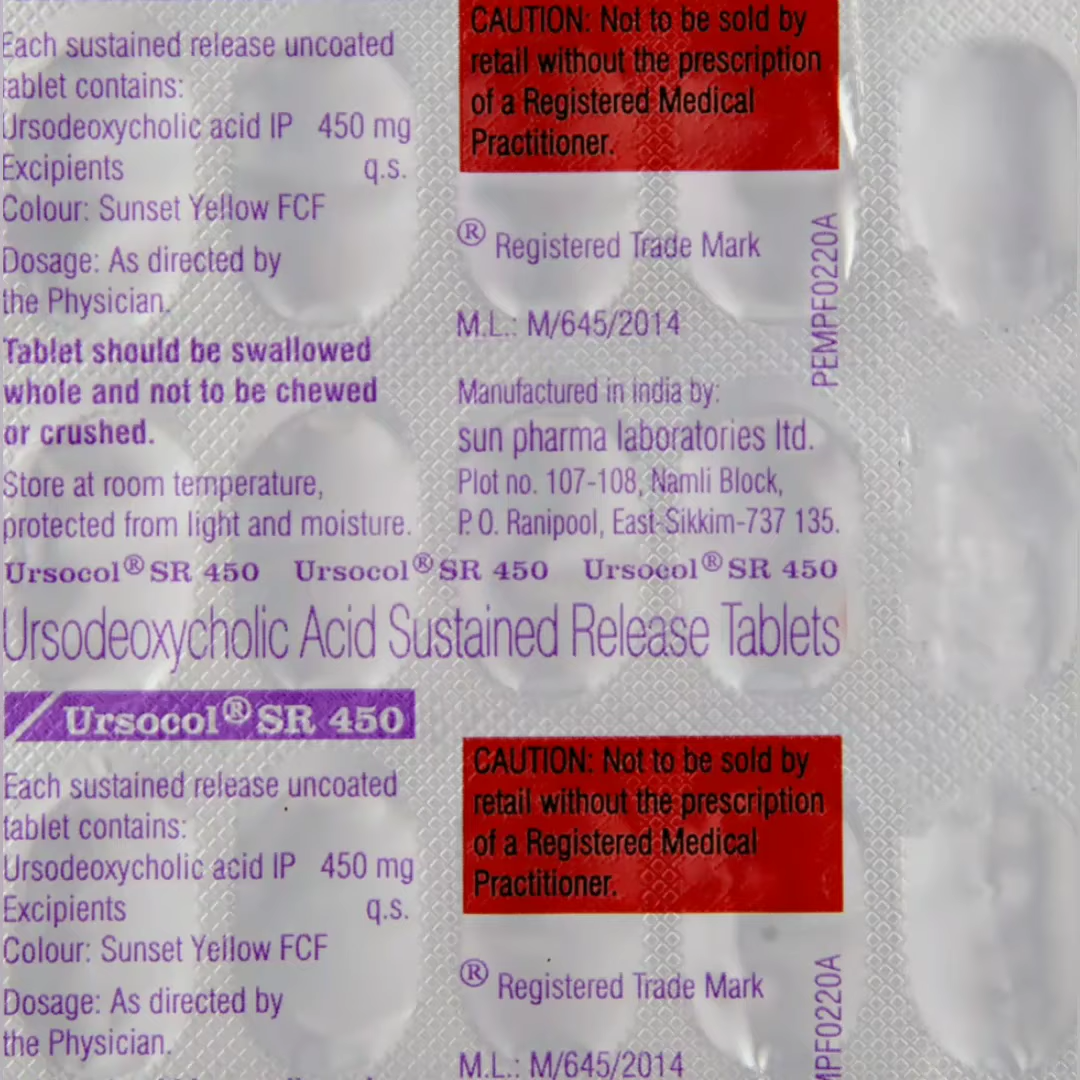 Each sustained release uncoated
tablet contains:
Ursodeoxycholic acid IP 450 mg
Excipients q.s.
Colour: Sunset Yellow FCF
Dosage: As directed by
the Physician.
Tablet should be swallowed
whole and not to be chewed
or crushed.
Store at room temperature,
protected from light and moisture.
CAUTION: Not to be sold by
retail without the prescription
of a Registered Medical
Practitioner.
® Registered Trade Mark
M.L.: M/645/2014
Manufactured in india by:
sun pharma laboratories ltd.
Plot no. 107-108, Namli Block,
P.O. Ranipool, East-Sikkim-737 135.
PEMPF0220A
Ursocol® SR 450 Ursocol® SR 450 Ursocol® SR 450
Ursodeoxycholic Acid Sustained Release Tablets
Ursocol® SR 450
Each sustained release uncoated
tablet contains:
Ursodeoxycholic acid IP 450 mg
Excipients q.s.
Colour: Sunset Yellow FCF
Dosage: As directed by
the Physician.
CAUTION: Not to be sold by
retail without the prescription
of a Registered Medical
Practitioner.
® Registered Trade Mark
M.L.: M/645/2014
MPF0220A